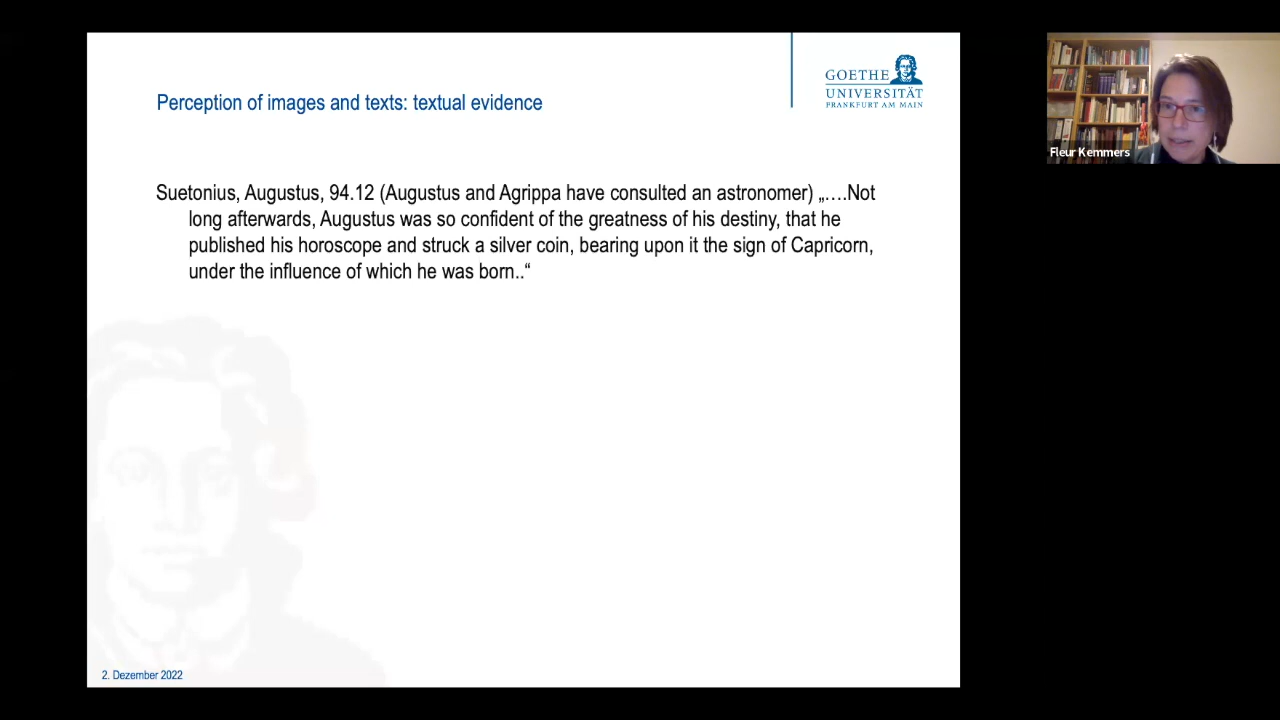 Perception of images and texts: textual evidence
GOETHE
UNIVERSITÄT
FRANKFURT AM MAIN
Suetonius, Augustus, 94.12 (Augustus and Agrippa have consulted an astronomer) „….Not
long afterwards, Augustus was so confident of the greatness of his destiny, that he
published his horoscope and struck a silver coin, bearing upon it the sign of Capricorn,
under the influence of which he was born..“
2. Dezember 2022
Fleur Kemmers